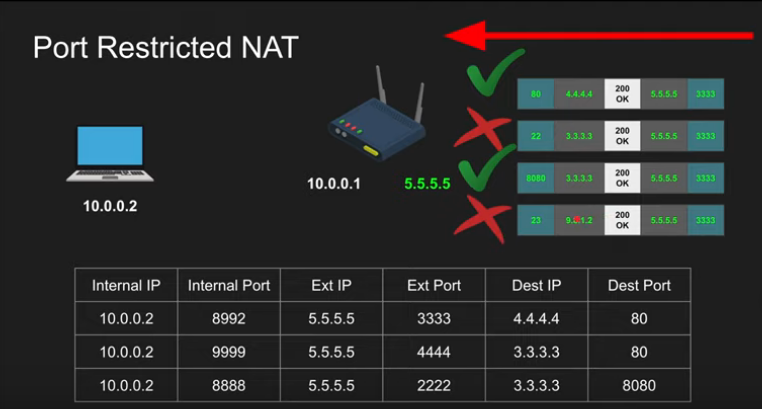 Port Restricted NAT
80 4.4.4.4 200 OK 5.5.5.5 3333
22 3.3.3.3 200 OK 5.5.5.5 3333
8080 3.3.3.3 200 OK 5.5.5.5 3333
23 200 OK 5.5.5.5 3333
10.0.0.1 5.5.5.5
10.0.0.2
Internal IP Internal Port Ext IP Ext Port Dest IP Dest Port
10.0.0.2 8992 5.5.5.5 3333 4.4.4.4 80
10.0.0.2 9999 5.5.5.5 4444 3.3.3.3 80
10.0.0.2 8888 5.5.5.5 2222 3.3.3.3 8080